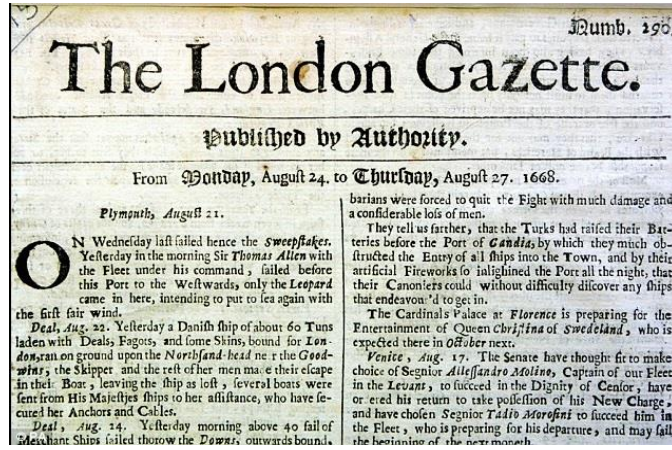 Numb. 290
The London Gazette.
Publiſhed by Authority.
From Monday, Auguſt 24. to Thurſday, Auguſt 27. 1668.
Plymouth, Auguſt 21.
ON Wedneſday laſt ſailed hence the Sweepſtakes.
Yeſterday in the morning Sir Thomas Allen with
the Fleet under his command, ſailed before
this Port to the Weſtwards, only the Leopard
came in here, intending to put to ſea again with
the firſt fair wind.
Deal, Aug. 22. Yeſterday a Daniſh ſhip of about 60 Tuns
laden with Deals, Fagots, and ſome Skins, bound for Lon-
don, ran on ground upon the Northſand-head near the Good-
wins, the Skipper and the reſt of her men made their eſcape
in their Boat, leaving the ſhip as loſt, ſeveral boats were
ſent from His Majeſties ſhips to her aſſiſtance, who have ſe-
cured her Anchors and Cables.
Deal, Aug. 24. Yeſterday morning above 40 ſail of
Merchant Ships ſailed thorow the Downs, outwards bound,
barians were forced to quit the Fight with much damage and
a conſiderable loſs of men.
They tell us farther, that the Turks had raiſed their Bat-
teries before the Port of Candia, by which they much ob-
ſtructed the Entry of all ſhips into the Town, and by their
artificial Fireworks ſo inlighned the Port all the night, that
their Canoniers could without difficulty diſcover any ſhips
that endeavou'd to get in.
The Cardinals Palace at Florence is preparing for the
Entertainment of Queen Chriſtina of Swedeland, who is
expected there in October next.
Venice, Aug. 17. The Senate have thought fit to make
choice of Segnior Alleſſandro Molino, Captain of our Fleet
in the Levant, to ſucceed in the Dignity of Cenſor, have
ordered his return to take poſſeſſion of his New Charge,
and have choſen Segnior Tadio Moroſini to ſucceed him in
the Fleet, who is preparing for his departure, and may ſail
the beginning of the next moneth.